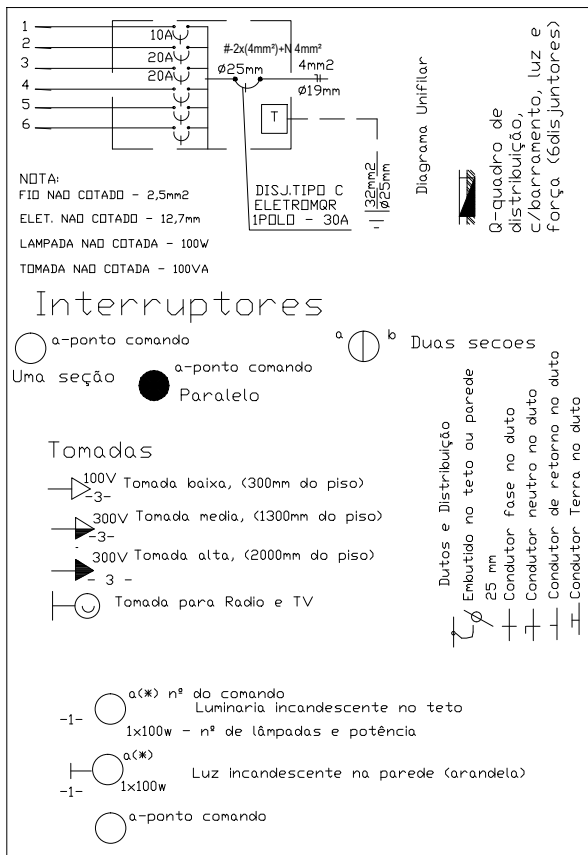 1
2
3
4
5
6
10A
20A
20A
#-2x(4mm²)+N 4mm²
Ø25mm
4mm2
Ø19mm
T
32mm2
Ø25mm
DISJ.TIPO C
ELETROMQR
1POLO - 30A
Diagrama Unifilar
Q-quadro de
distribuição,
c/barramento, luz e
força (6disjuntores)
NOTA:
FIO NAO COTADO - 2,5mm2
ELET. NAO COTADO - 12,7mm
LAMPADA NAO COTADA - 100W
TOMADA NAO COTADA - 100VA
Interruptores
a-ponto comando
Uma seção
a-ponto comando
Paralelo
a
b
Duas secoes
Tomadas
100V
-3-
Tomada baixa, (300mm do piso)
300V
-3-
Tomada media, (1300mm do piso)
300V
- 3 -
Tomada alta, (2000mm do piso)
Tomada para Radio e TV
Dutos e Distribuição
Embutido no teto ou parede
25 mm
Condutor fase no duto
Condutor neutro no duto
Condutor de retorno no duto
Condutor Terra no duto
a(*) nº do comando
-1-
Luminaria incandescente no teto
1x100w - nº de lâmpadas e potência
a(*)
-1-
1x100w
Luz incandescente na parede (arandela)
a-ponto comando